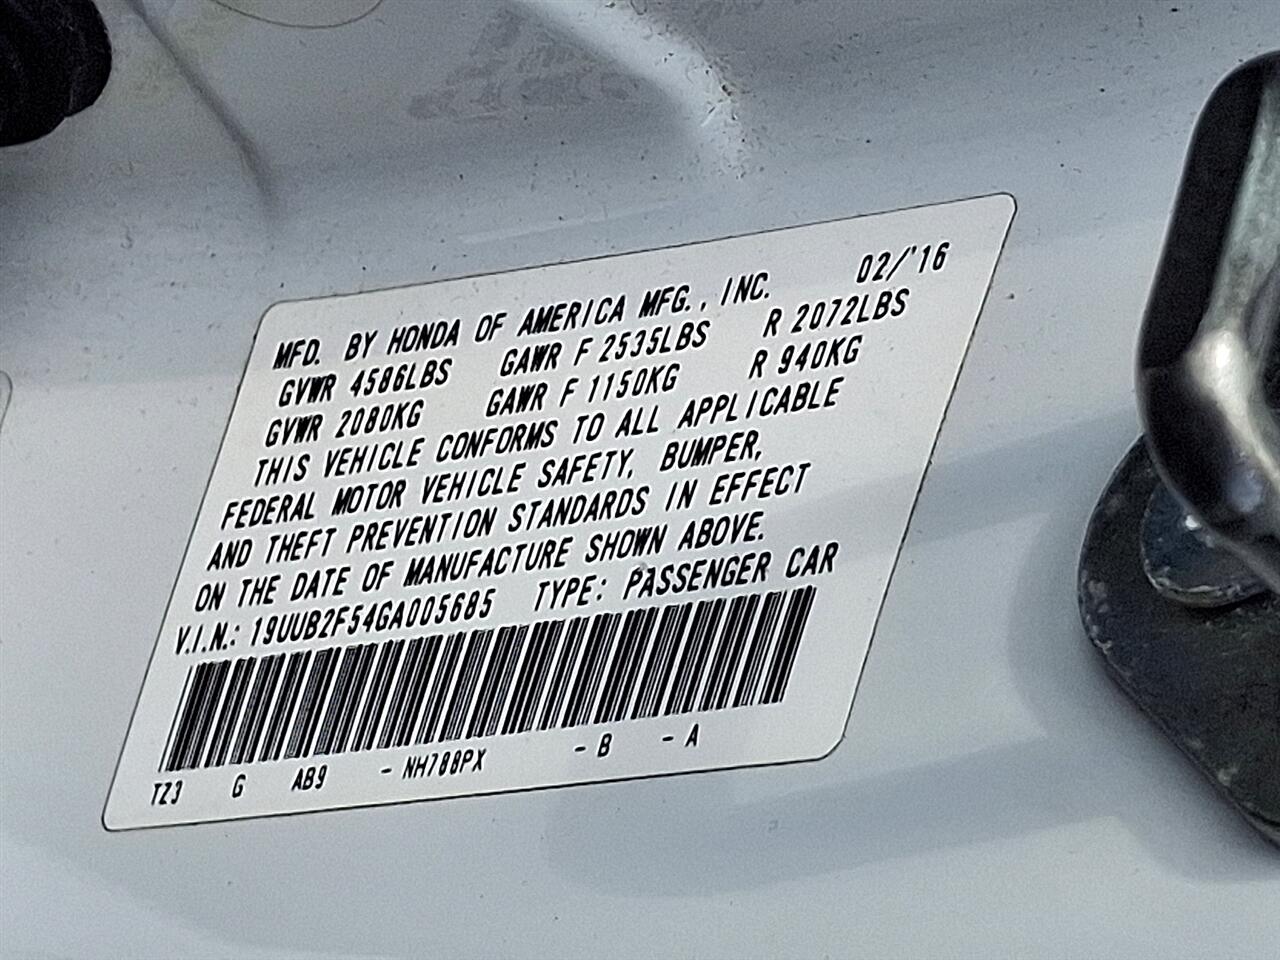 MFD. BY HONDA OF AMERICA MFG., INC. 02/'16
GVWR 4586LBS GAWR F 2535LBS R 2072LBS
GVWR 2080KG GAWR F 1150KG R 940KG
THIS VEHICLE CONFORMS TO ALL APPLICABLE
FEDERAL MOTOR VEHICLE SAFETY, BUMPER,
AND THEFT PREVENTION STANDARDS IN EFFECT
ON THE DATE OF MANUFACTURE SHOWN ABOVE.
V.I.N.: 19UUB2F54GA005685 TYPE: PASSENGER CAR
TZ3 G AB9 - NH788PX - B - A